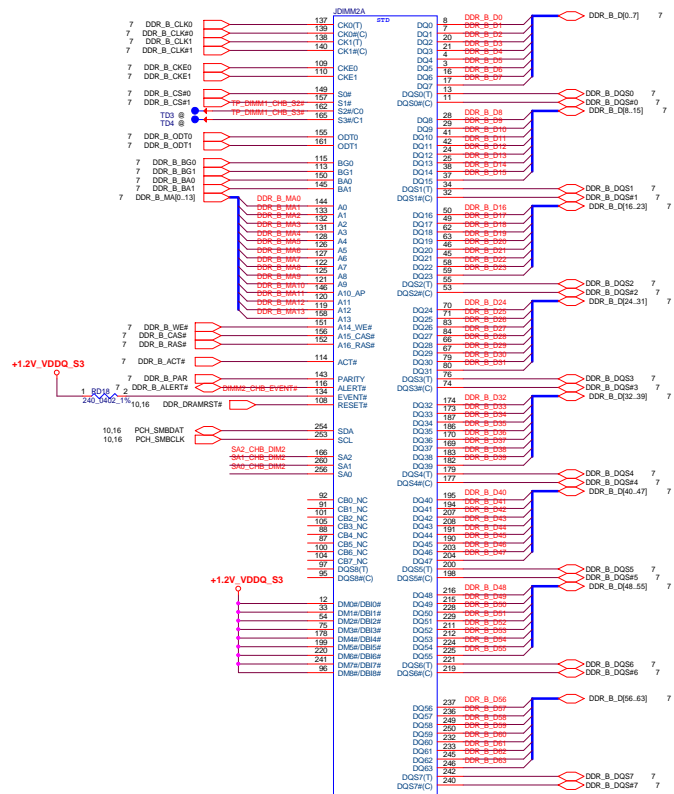 JDIMM2A
STD
7 DDR_B_CLK0 137 CK0(T)
7 DDR_B_CLK#0 139 CK0#(C)
7 DDR_B_CLK1 138 CK1(T)
7 DDR_B_CLK#1 140 CK1#(C)
7 DDR_B_CKE0 109 CKE0
7 DDR_B_CKE1 110 CKE1
7 DDR_B_CS#0 149 S0#
7 DDR_B_CS#1 157 S1#
TD3 @ TP_DIMM1_CHB_S2# 162 S2#/C0
TD4 @ TP_DIMM1_CHB_S3# 165 S3#/C1
7 DDR_B_ODT0 155 ODT0
7 DDR_B_ODT1 161 ODT1
7 DDR_B_BG0 115 BG0
7 DDR_B_BG1 113 BG1
7 DDR_B_BA0 150 BA0
7 DDR_B_BA1 145 BA1
7 DDR_B_MA[0..13]
DDR_B_MA0 144 A0
DDR_B_MA1 133 A1
DDR_B_MA2 132 A2
DDR_B_MA3 131 A3
DDR_B_MA4 128 A4
DDR_B_MA5 126 A5
DDR_B_MA6 127 A6
DDR_B_MA7 122 A7
DDR_B_MA8 125 A8
DDR_B_MA9 121 A9
DDR_B_MA10 146 A10_AP
DDR_B_MA11 120 A11
DDR_B_MA12 119 A12
DDR_B_MA13 158 A13
7 DDR_B_WE# 151 A14_WE#
7 DDR_B_CAS# 156 A15_CAS#
7 DDR_B_RAS# 152 A16_RAS#
7 DDR_B_ACT# 114 ACT#
+1.2V_VDDQ_S3
7 DDR_B_PAR 143 PARITY
7 DDR_B_ALERT# 116 ALERT#
1 RD18 2 DIMM2_CHB_EVENT# 134 EVENT#
240_0402_1%
10,16 DDR_DRAMRST# 108 RESET#
10,16 PCH_SMBDAT 254 SDA
10,16 PCH_SMBCLK 253 SCL
SA2_CHB_DIM2 166 SA2
SA1_CHB_DIM2 260 SA1
SA0_CHB_DIM2 256 SA0
92 CB0_NC
91 CB1_NC
101 CB2_NC
105 CB3_NC
88 CB4_NC
87 CB5_NC
100 CB6_NC
104 CB7_NC
97 DQS8(T)
95 DQS8#(C)
+1.2V_VDDQ_S3
12 DM0#/DBI0#
33 DM1#/DBI1#
54 DM2#/DBI2#
75 DM3#/DBI3#
178 DM4#/DBI4#
199 DM5#/DBI5#
220 DM6#/DBI6#
241 DM7#/DBI7#
96 DM8#/DBI8#
DQ0 8 DDR_B_D0 DDR_B_D[0..7] 7
DQ1 7 DDR_B_D1
DQ2 20 DDR_B_D2
DQ3 21 DDR_B_D3
DQ4 4 DDR_B_D4
DQ5 3 DDR_B_D5
DQ6 16 DDR_B_D6
DQ7 17 DDR_B_D7
DQS0(T) 13 DDR_B_DQS0 7
DQS0#(C) 11 DDR_B_DQS#0 7
DQ8 28 DDR_B_D8 DDR_B_D[8..15] 7
DQ9 29 DDR_B_D9
DQ10 41 DDR_B_D10
DQ11 42 DDR_B_D11
DQ12 24 DDR_B_D12
DQ13 25 DDR_B_D13
DQ14 38 DDR_B_D14
DQ15 37 DDR_B_D15
DQS1(T) 34 DDR_B_DQS1 7
DQS1#(C) 32 DDR_B_DQS#1 7
DQ16 50 DDR_B_D16 DDR_B_D[16..23] 7
DQ17 49 DDR_B_D17
DQ18 62 DDR_B_D18
DQ19 63 DDR_B_D19
DQ20 46 DDR_B_D20
DQ21 45 DDR_B_D21
DQ22 58 DDR_B_D22
DQ23 59 DDR_B_D23
DQS2(T) 55 DDR_B_DQS2 7
DQS2#(C) 53 DDR_B_DQS#2 7
DQ24 70 DDR_B_D24 DDR_B_D[24..31] 7
DQ25 71 DDR_B_D25
DQ26 83 DDR_B_D26
DQ27 84 DDR_B_D27
DQ28 66 DDR_B_D28
DQ29 67 DDR_B_D29
DQ30 79 DDR_B_D30
DQ31 80 DDR_B_D31
DQS3(T) 76 DDR_B_DQS3 7
DQS3#(C) 74 DDR_B_DQS#3 7
DQ32 174 DDR_B_D32 DDR_B_D[32..39] 7
DQ33 173 DDR_B_D33
DQ34 187 DDR_B_D34
DQ35 186 DDR_B_D35
DQ36 170 DDR_B_D36
DQ37 169 DDR_B_D37
DQ38 183 DDR_B_D38
DQ39 182 DDR_B_D39
DQS4(T) 179 DDR_B_DQS4 7
DQS4#(C) 177 DDR_B_DQS#4 7
DQ40 195 DDR_B_D40 DDR_B_D[40..47] 7
DQ41 194 DDR_B_D41
DQ42 207 DDR_B_D42
DQ43 208 DDR_B_D43
DQ44 191 DDR_B_D44
DQ45 190 DDR_B_D45
DQ46 203 DDR_B_D46
DQ47 204 DDR_B_D47
DQS5(T) 200 DDR_B_DQS5 7
DQS5#(C) 198 DDR_B_DQS#5 7
DQ48 216 DDR_B_D48 DDR_B_D[48..55] 7
DQ49 215 DDR_B_D49
DQ50 228 DDR_B_D50
DQ51 229 DDR_B_D51
DQ52 211 DDR_B_D52
DQ53 212 DDR_B_D53
DQ54 224 DDR_B_D54
DQ55 225 DDR_B_D55
DQS6(T) 221 DDR_B_DQS6 7
DQS6#(C) 219 DDR_B_DQS#6 7
DQ56 237 DDR_B_D56 DDR_B_D[56..63] 7
DQ57 236 DDR_B_D57
DQ58 249 DDR_B_D58
DQ59 250 DDR_B_D59
DQ60 232 DDR_B_D60
DQ61 233 DDR_B_D61
DQ62 245 DDR_B_D62
DQ63 246 DDR_B_D63
DQS7(T) 242 DDR_B_DQS7 7
DQS7#(C) 240 DDR_B_DQS#7 7